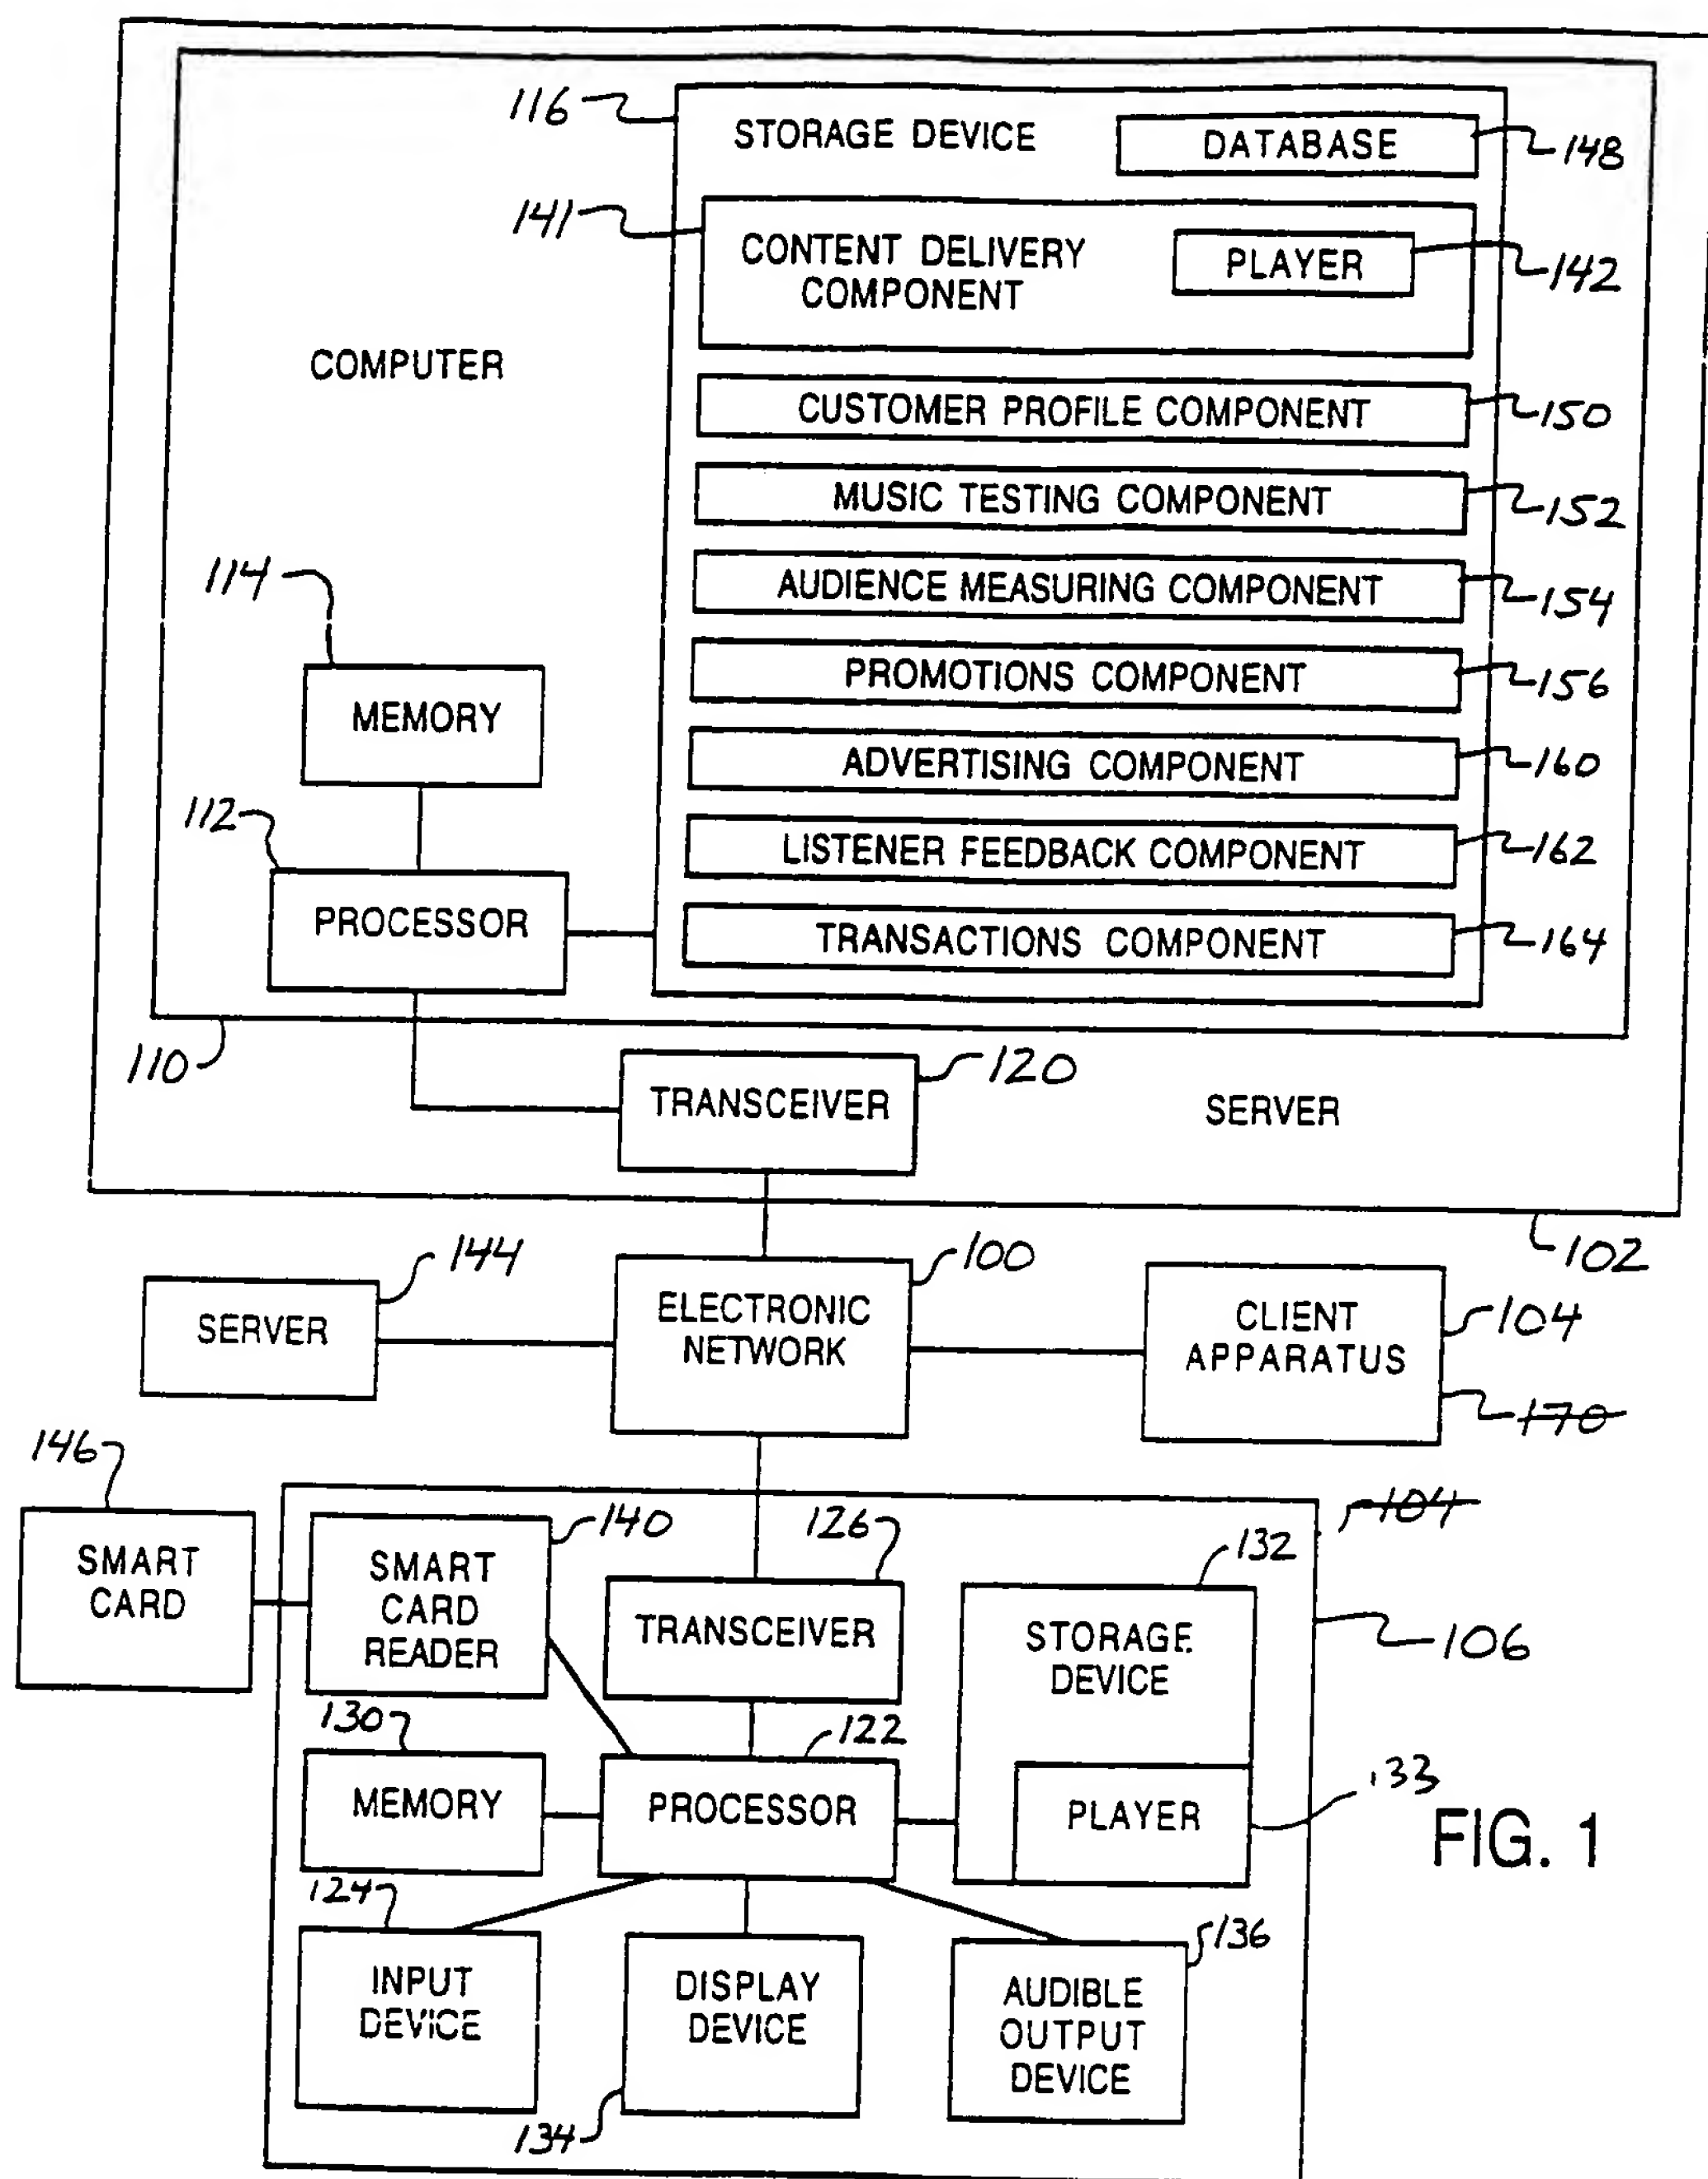 116
STORAGE DEVICE
DATABASE
148
141
CONTENT DELIVERY
COMPONENT
PLAYER
142
COMPUTER
CUSTOMER PROFILE COMPONENT
150
MUSIC TESTING COMPONENT
152
114
AUDIENCE MEASURING COMPONENT
154
MEMORY
PROMOTIONS COMPONENT
156
ADVERTISING COMPONENT
160
112
LISTENER FEEDBACK COMPONENT
162
PROCESSOR
TRANSACTIONS COMPONENT
164
110
TRANSCEIVER
120
SERVER
102
144
SERVER
100
ELECTRONIC
NETWORK
CLIENT
APPARATUS
104
170
146
SMART
CARD
140
SMART
CARD
READER
126
TRANSCEIVER
132
STORAGE
DEVICE
104
106
130
MEMORY
122
PROCESSOR
PLAYER
133
FIG. 1
124
INPUT
DEVICE
DISPLAY
DEVICE
134
136
AUDIBLE
OUTPUT
DEVICE